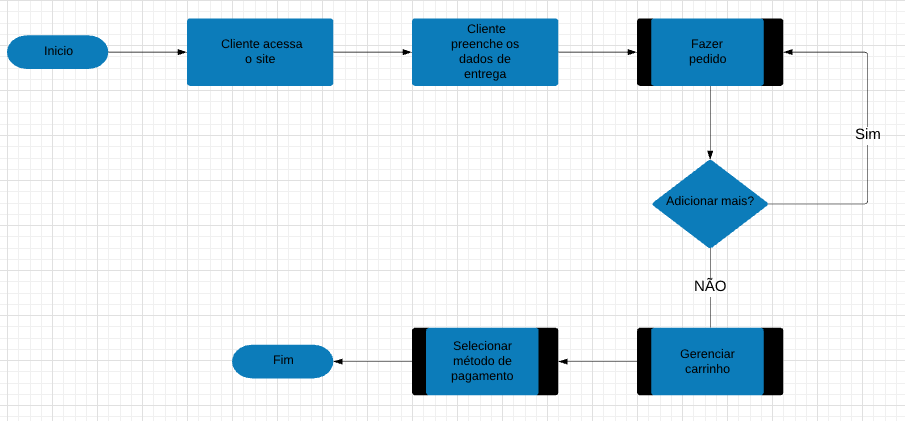 Inicio
Cliente acessa
o site
Cliente
preenche os
dados de
entrega
Fazer
pedido
Sim
Adicionar mais?
NÃO
Gerenciar
carrinho
Selecionar
método de
pagamento
Fim